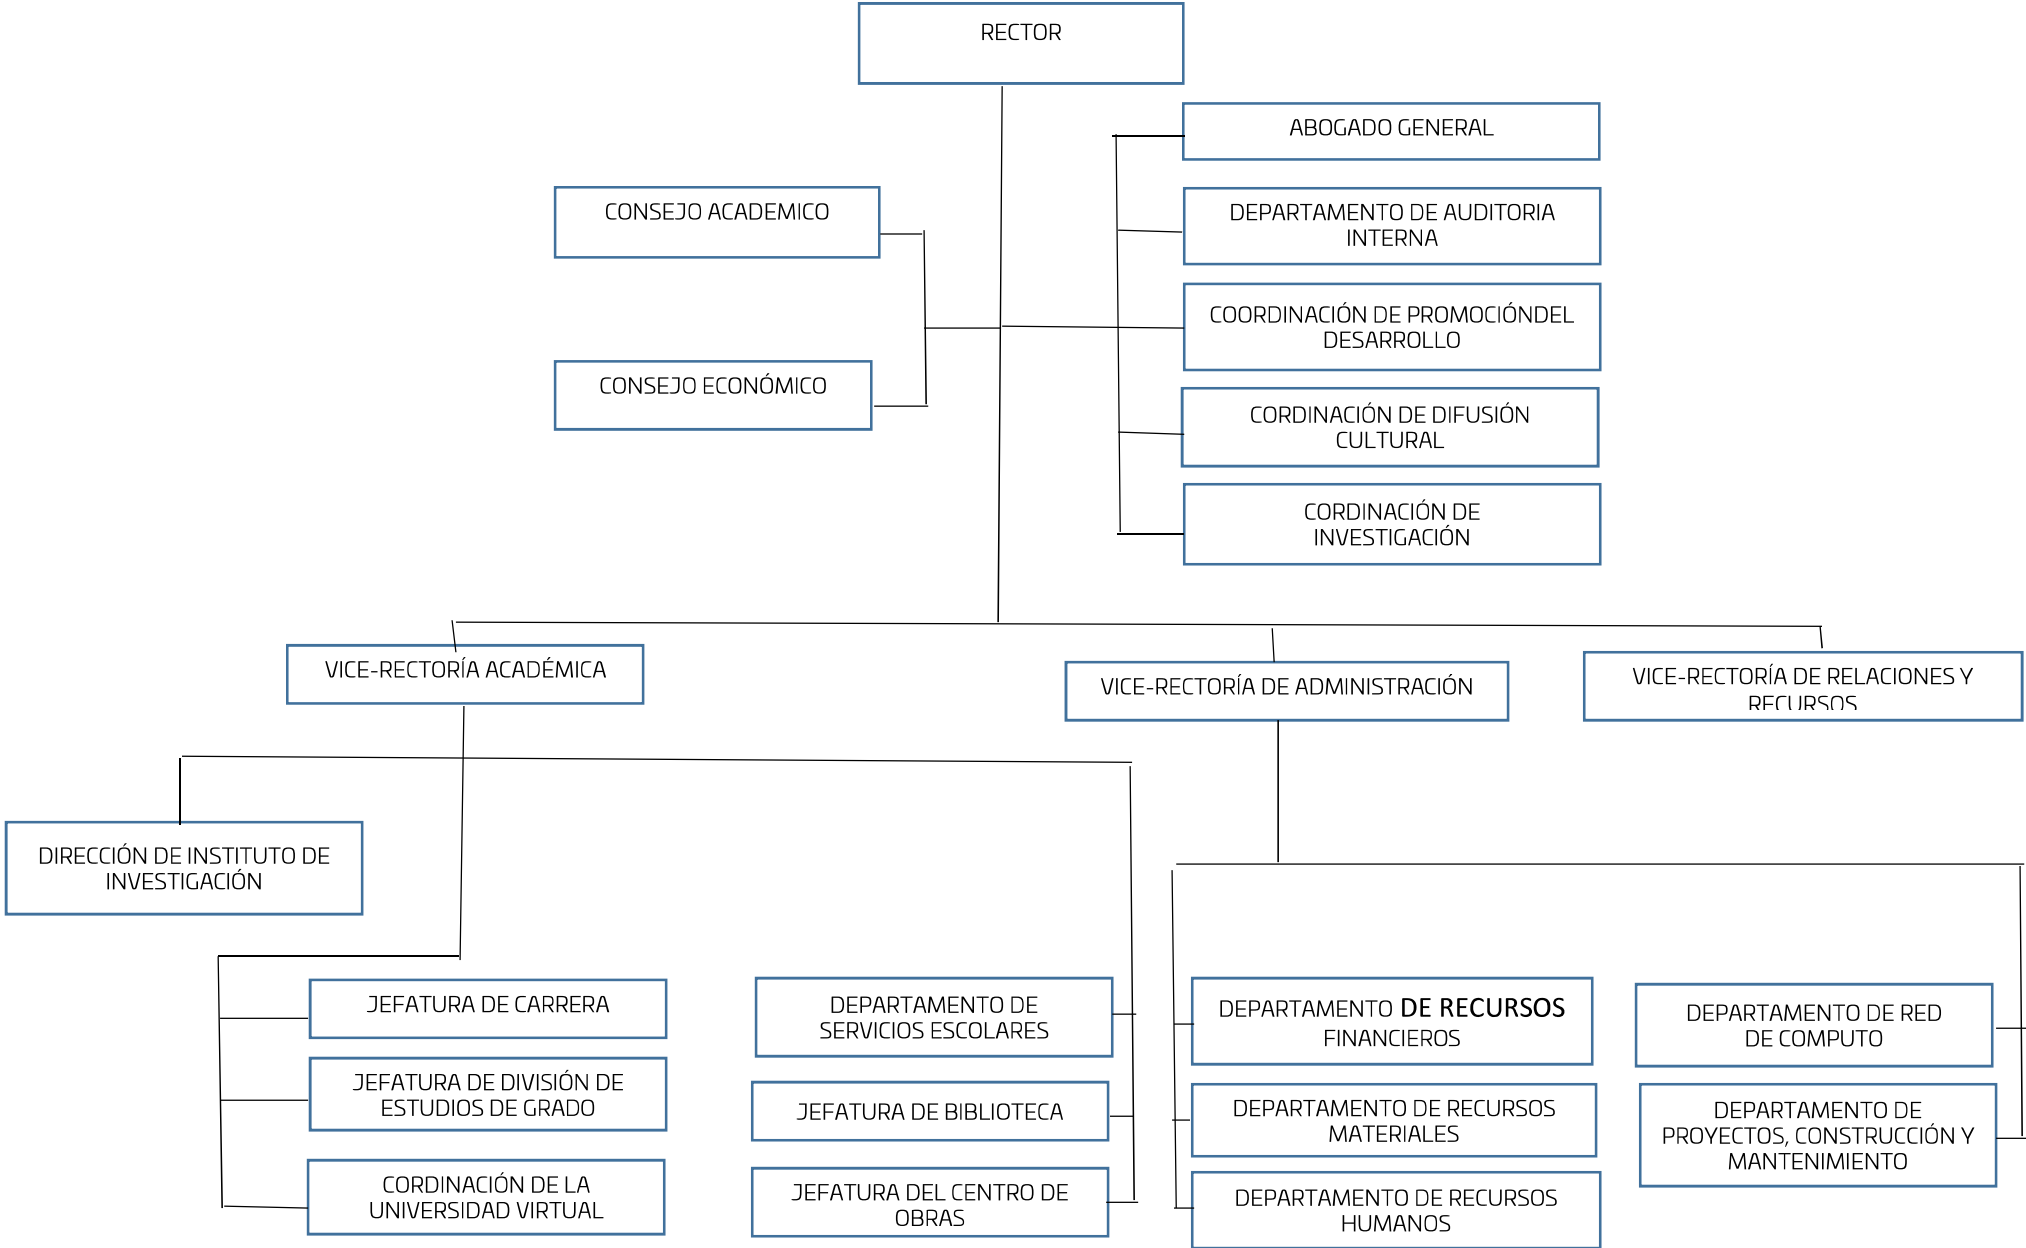 RECTOR
ABOGADO GENERAL
CONSEJO ACADEMICO
DEPARTAMENTO DE AUDITORIA
INTERNA
COORDINACIÓN DE PROMOCIÓNDEL
DESARROLLO
CONSEJO ECONÓMICO
CORDINACIÓN DE DIFUSIÓN
CULTURAL
CORDINACIÓN DE
INVESTIGACIÓN
VICE-RECTORÍA ACADÉMICA
VICE-RECTORÍA DE ADMINISTRACIÓN
VICE-RECTORÍA DE RELACIONES Y
RECURSOS
DIRECCIÓN DE INSTITUTO DE
INVESTIGACIÓN
JEFATURA DE CARRERA
JEFATURA DE DIVISIÓN DE
ESTUDIOS DE GRADO
CORDINACIÓN DE LA
UNIVERSIDAD VIRTUAL
DEPARTAMENTO DE
SERVICIOS ESCOLARES
JEFATURA DE BIBLIOTECA
JEFATURA DEL CENTRO DE
OBRAS
DEPARTAMENTO DE RECURSOS
FINANCIEROS
DEPARTAMENTO DE RECURSOS
MATERIALES
DEPARTAMENTO DE RECURSOS
HUMANOS
DEPARTAMENTO DE RED
DE COMPUTO
DEPARTAMENTO DE
PROYECTOS, CONSTRUCCIÓN Y
MANTENIMIENTO